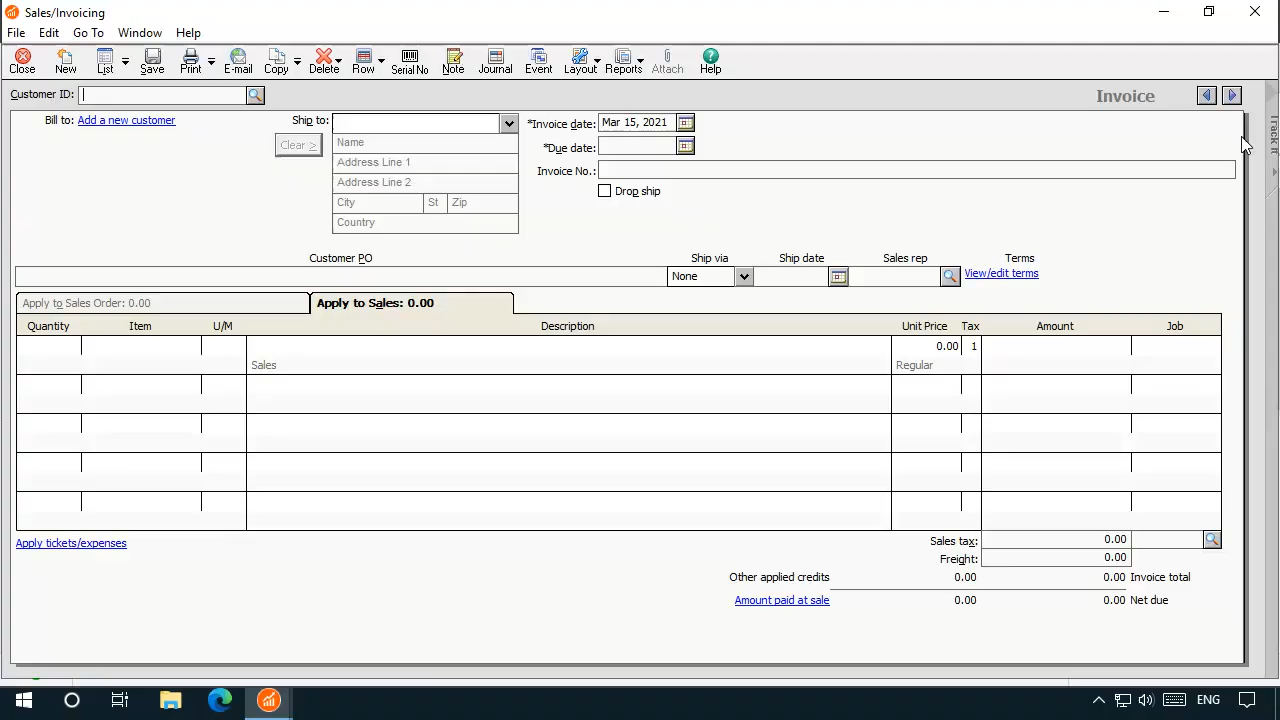 Sales/Invoicing
File Edit Go To Window Help
Close New List Save Print E-mail Copy Delete Row Serial No Note Journal Event Layout Reports Attach Help
Customer ID:
Invoice
Bill to: Add a new customer
Ship to:
Clear >
Name
Address Line 1
Address Line 2
City St Zip
Country
*Invoice date: Mar 15, 2021
*Due date:
Invoice No.:
Drop ship
Track It
Customer PO Ship via Ship date Sales rep Terms
None View/edit terms
Apply to Sales Order: 0.00 Apply to Sales: 0.00
Quantity Item U/M Description Unit Price Tax Amount Job
0.00 1
Sales Regular
Apply tickets/expenses
Sales tax: 0.00
Freight: 0.00
Other applied credits 0.00 0.00 Invoice total
Amount paid at sale 0.00 0.00 Net due
ENG